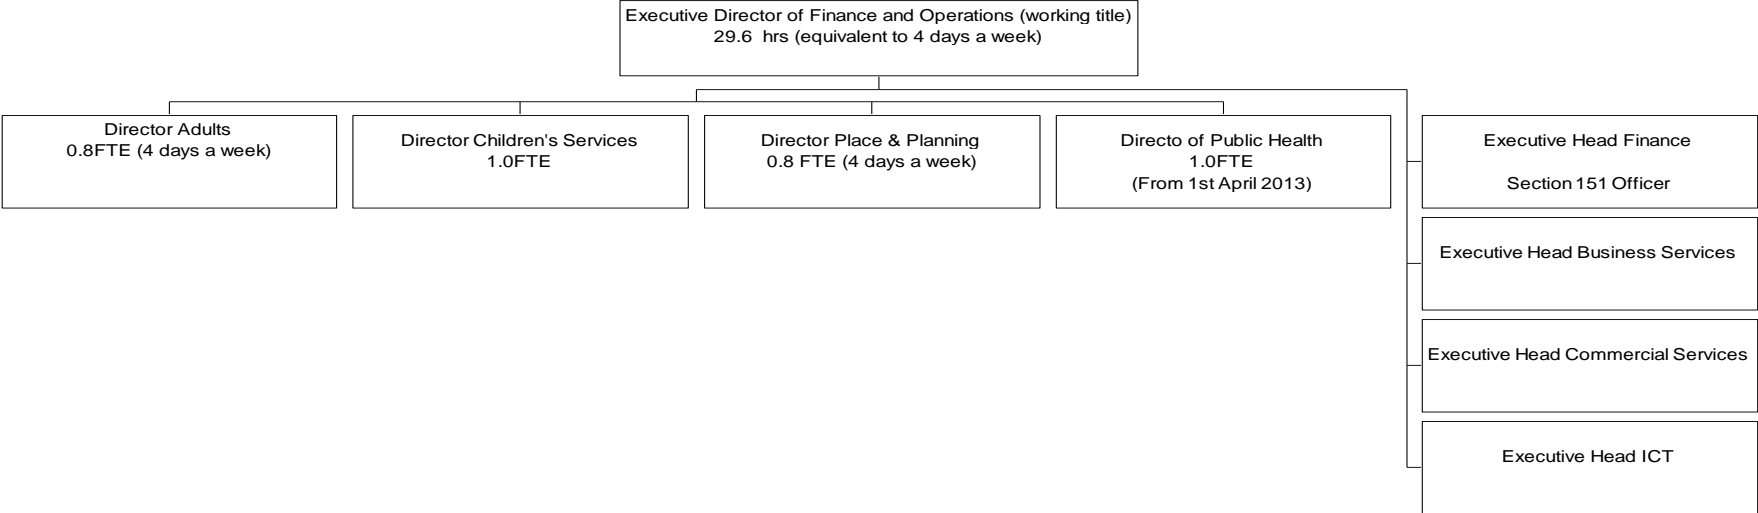 Executive Director of Finance and Operations (working title)
29.6 hrs (equivalent to 4 days a week)
Director Adults
0.8FTE (4 days a week)
Director Children's Services
1.0FTE
Director Place & Planning
0.8 FTE (4 days a week)
Directo of Public Health
1.0FTE
(From 1st April 2013)
Executive Head Finance
Section 151 Officer
Executive Head Business Services
Executive Head Commercial Services
Executive Head ICT